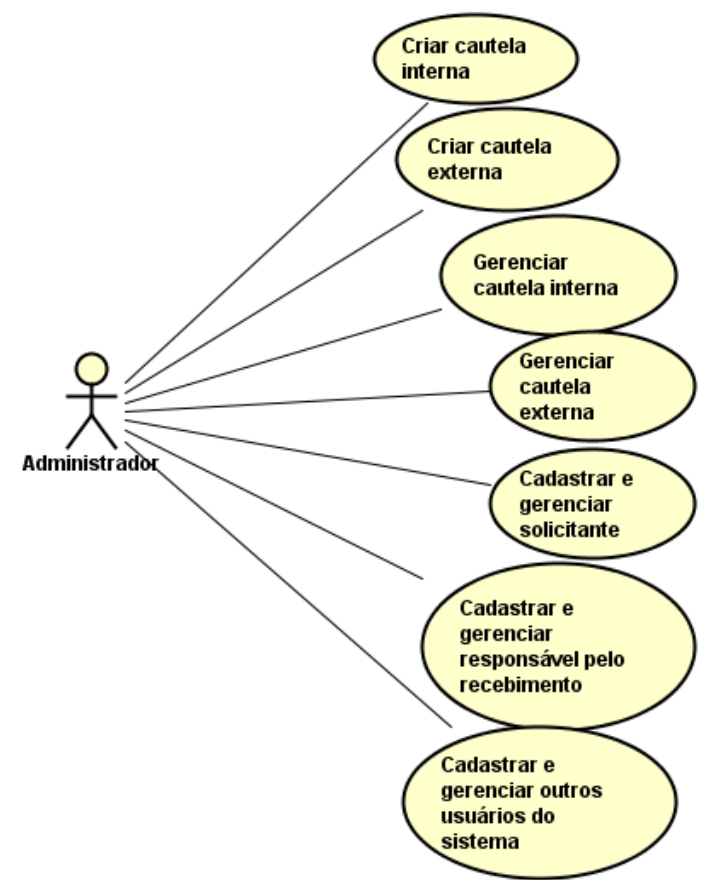 Criar cautela
interna
Criar cautela
externa
Gerenciar
cautela interna
Gerenciar
cautela
externa
Administrador
Cadastrar e
gerenciar
solicitante
Cadastrar e
gerenciar
responsável pelo
recebimento
Cadastrar e
gerenciar outros
usuários do
sistema